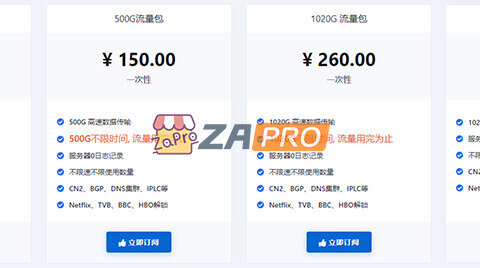 500G流量包
¥ 150.00
一次性
500G 高速数据传输
500G不限时间, 流量
服务器0日志记录
不限速不限使用数量
CN2、BGP、DNS集群、IPLC等
Netflix、TVB、BBC、HBO解锁
立即订阅
1020G 流量包
¥ 260.00
一次性
1020G 高速数据传输
不限时间, 流量用完为止
服务器0日志记录
不限速不限使用数量
CN2、BGP、DNS集群、IPLC等
Netflix、TVB、BBC、HBO解锁
立即订阅
102
不限
CN2
Net
ZAPRO
ZAPRO